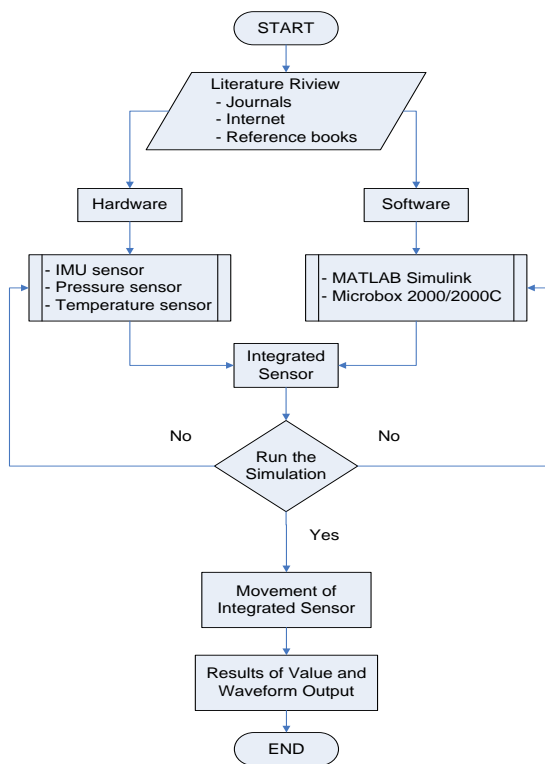 START
Literature Riview
- Journals
- Internet
- Reference books
Hardware
Software
- IMU sensor
- Pressure sensor
- Temperature sensor
- MATLAB Simulink
- Microbox 2000/2000C
Integrated
Sensor
No
No
Run the
Simulation
Yes
Movement of
Integrated Sensor
Results of Value and
Waveform Output
END